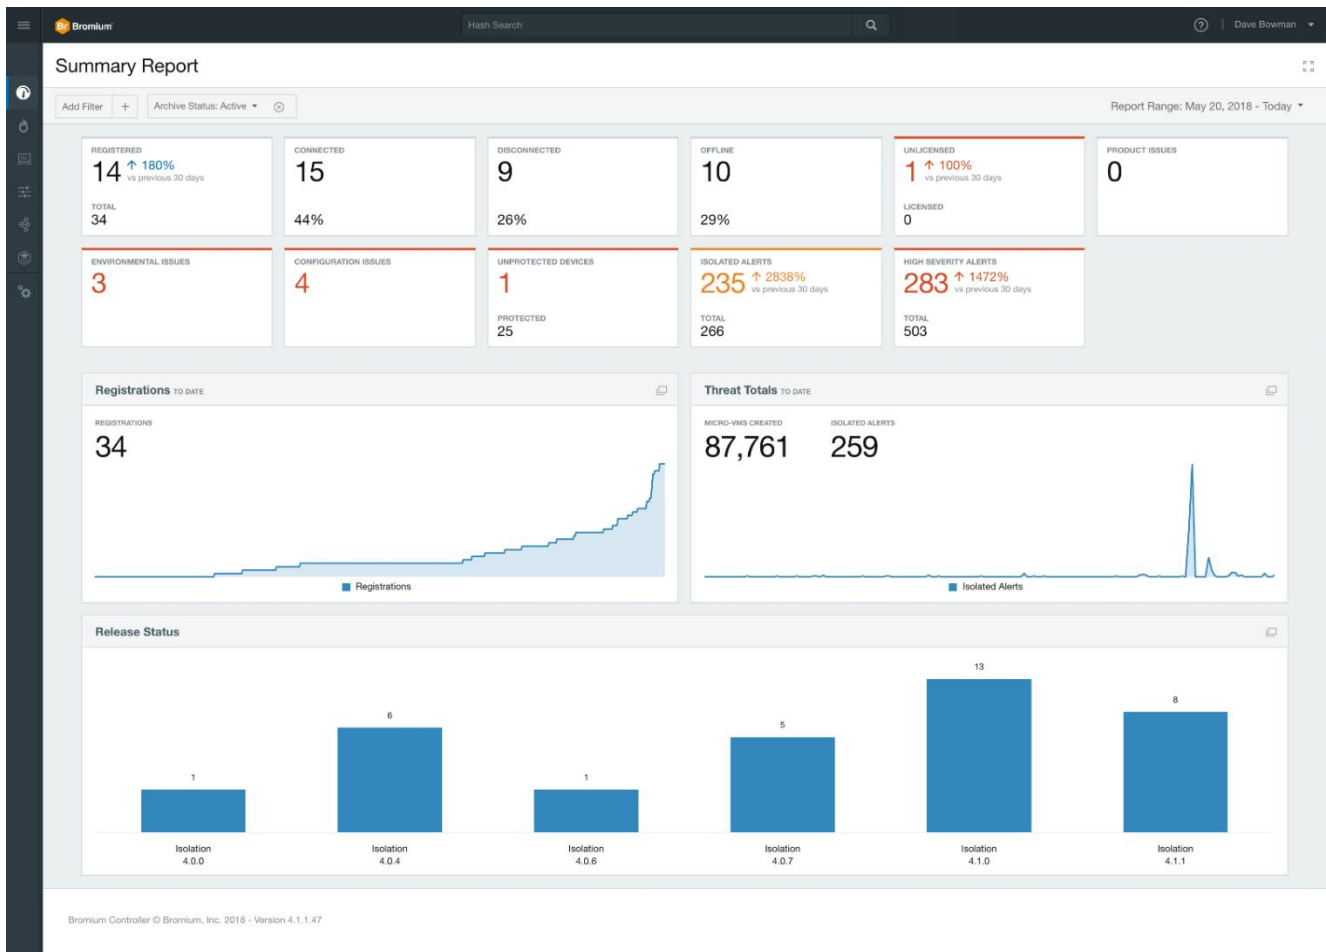 Br Bromium
Hash Search
? | Dave Bowman
Summary Report
Add Filter +
Archive Status: Active
Report Range: May 20, 2018 - Today
REGISTERED
14 ↑ 180%
vs previous 30 days
TOTAL
34
CONNECTED
15
44%
DISCONNECTED
9
26%
OFFLINE
10
29%
UNLICENSED
1 ↑ 100%
vs previous 30 days
LICENSED
0
PRODUCT ISSUES
0
ENVIRONMENTAL ISSUES
3
CONFIGURATION ISSUES
4
UNPROTECTED DEVICES
1
PROTECTED
25
ISOLATED ALERTS
235 ↑ 2838%
vs previous 30 days
TOTAL
266
HIGH SEVERITY ALERTS
283 ↑ 1472%
vs previous 30 days
TOTAL
503
Registrations TO DATE
REGISTRATIONS
34
Registrations
Threat Totals TO DATE
MICRO-VMS CREATED
87,761
ISOLATED ALERTS
259
Isolated Alerts
Release Status
1
6
1
5
13
8
Isolation
4.0.0
Isolation
4.0.4
Isolation
4.0.6
Isolation
4.0.7
Isolation
4.1.0
Isolation
4.1.1
Bromium Controller © Bromium, Inc. 2018 - Version 4.1.1.47